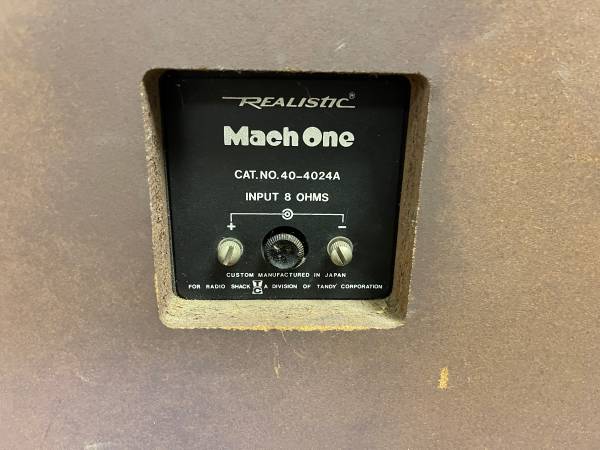 REALISTIC®
Mach One
CAT. NO. 40-4024A
INPUT 8 OHMS
+ −
CUSTOM MANUFACTURED IN JAPAN
FOR RADIO SHACK TC A DIVISION OF TANDY CORPORATION